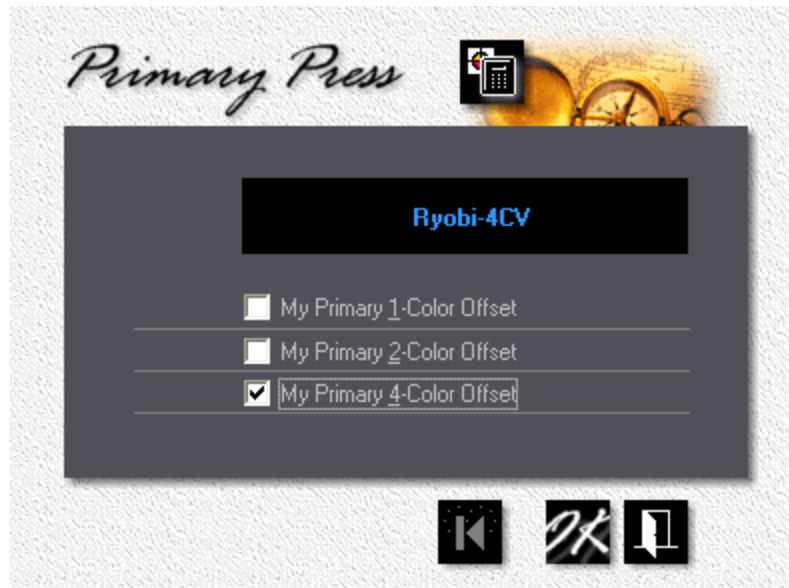 Primary Press
Ryobi-4CV
My Primary 1-Color Offset
My Primary 2-Color Offset
My Primary 4-Color Offset
OK